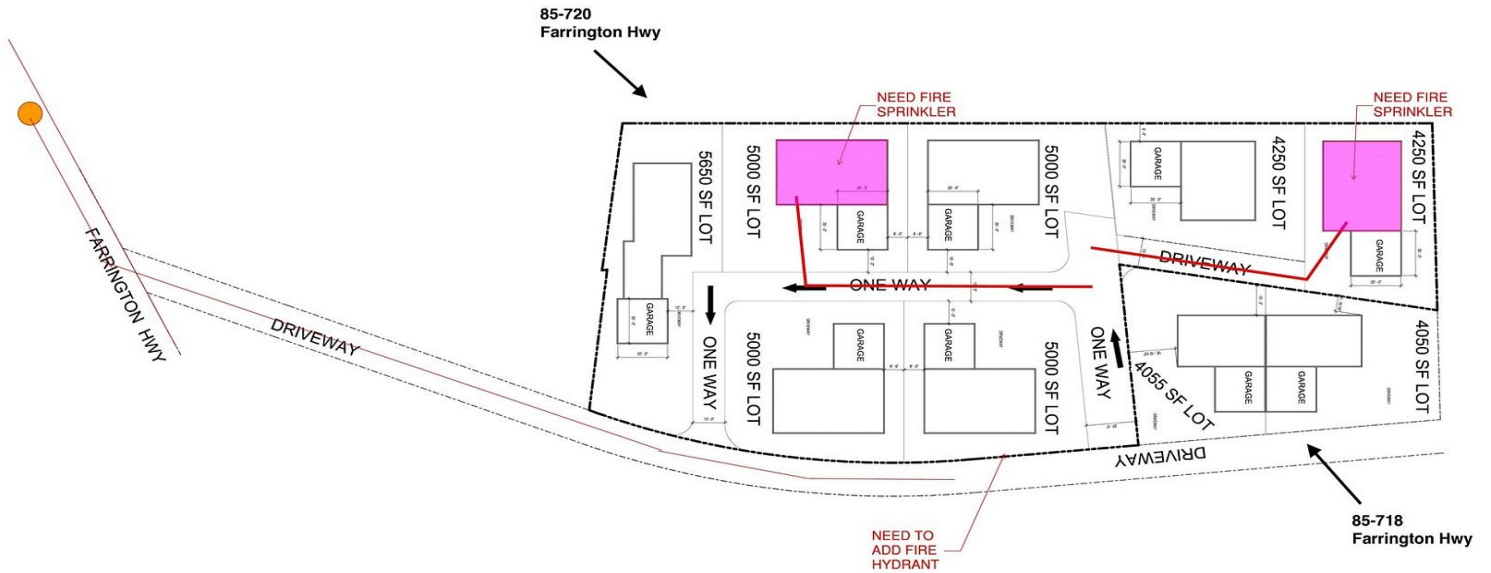 85-720
Farrington Hwy
NEED FIRE
SPRINKLER
NEED FIRE
SPRINKLER
5650 SF LOT
5000 SF LOT
5000 SF LOT
4250 SF LOT
4250 SF LOT
GARAGE
GARAGE
GARAGE
GARAGE
GARAGE
FARRINGTON HWY
DRIVEWAY
DRIVEWAY
ONE WAY
ONE WAY
ONE WAY
5000 SF LOT
5000 SF LOT
GARAGE
GARAGE
4055 SF LOT
4050 SF LOT
GARAGE
GARAGE
DRIVEWAY
NEED TO
ADD FIRE
HYDRANT
85-718
Farrington Hwy